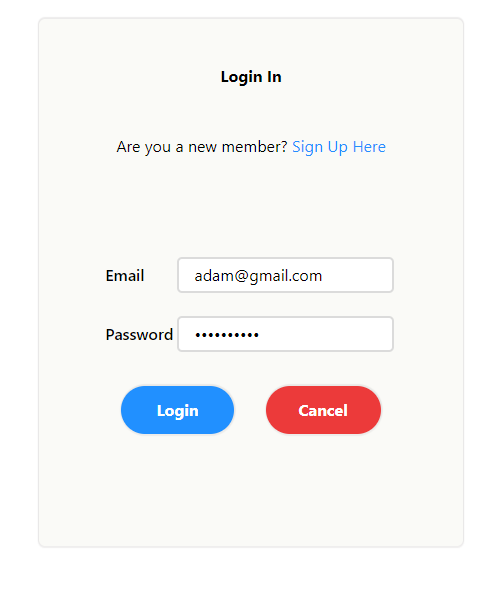 Login In
Are you a new member? Sign Up Here
Email adam@gmail.com
Password ••••••••••
Login Cancel